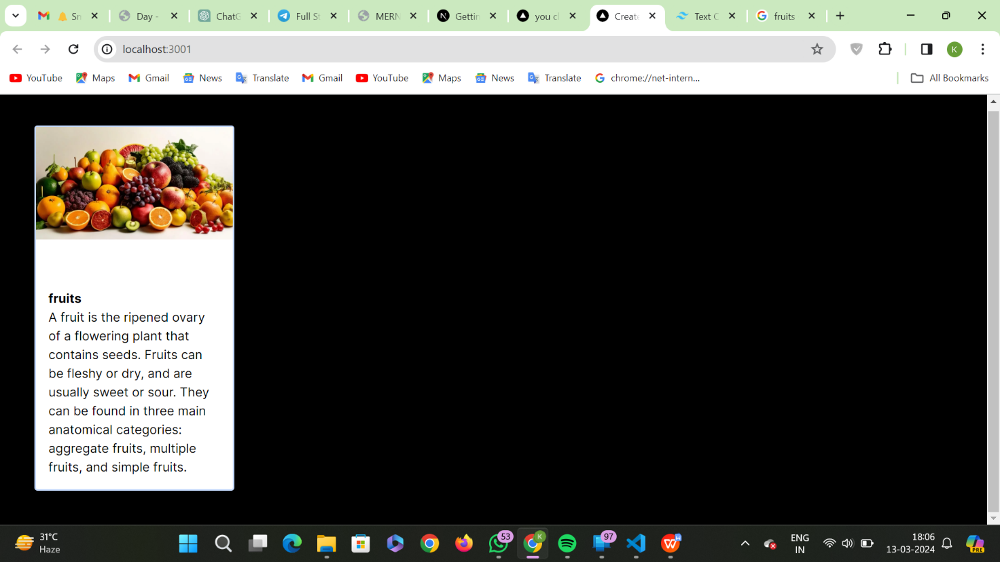 Sn
Day -
ChatG
Full St
MERN
Gettin
you cl
Create
Text C
fruits
localhost:3001
K
YouTube
Maps
Gmail
News
Translate
Gmail
YouTube
Maps
News
Translate
chrome://net-intern...
All Bookmarks
fruits
A fruit is the ripened ovary
of a flowering plant that
contains seeds. Fruits can
be fleshy or dry, and are
usually sweet or sour. They
can be found in three main
anatomical categories:
aggregate fruits, multiple
fruits, and simple fruits.
31°C
Haze
53
K
97
ENG
IN
18:06
13-03-2024
PRE